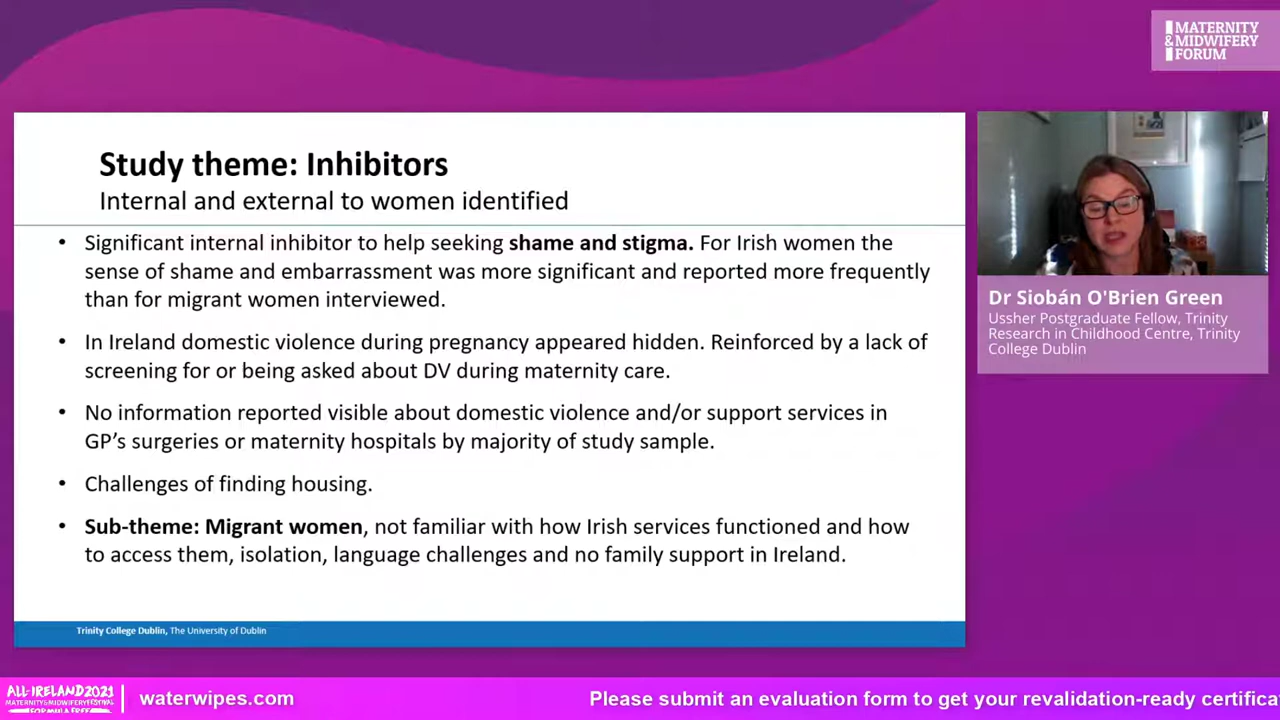 MATERNITY
&MIDWIFERY
FORUM
Study theme: Inhibitors
Internal and external to women identified
• Significant internal inhibitor to help seeking shame and stigma. For Irish women the
sense of shame and embarrassment was more significant and reported more frequently
than for migrant women interviewed.
• In Ireland domestic violence during pregnancy appeared hidden. Reinforced by a lack of
screening for or being asked about DV during maternity care.
• No information reported visible about domestic violence and/or support services in
GP's surgeries or maternity hospitals by majority of study sample.
• Challenges of finding housing.
• Sub-theme: Migrant women, not familiar with how Irish services functioned and how
to access them, isolation, language challenges and no family support in Ireland.
Trinity College Dublin, The University of Dublin
Dr Siobán O'Brien Green
Ussher Postgraduate Fellow, Trinity
Research in Childhood Centre, Trinity
College Dublin
ALL-IRELAND 2021
MATERNITY&MIDWIFERY FESTIVAL
FORMULA FREE
waterwipes.com
Please submit an evaluation form to get your revalidation-ready certifica